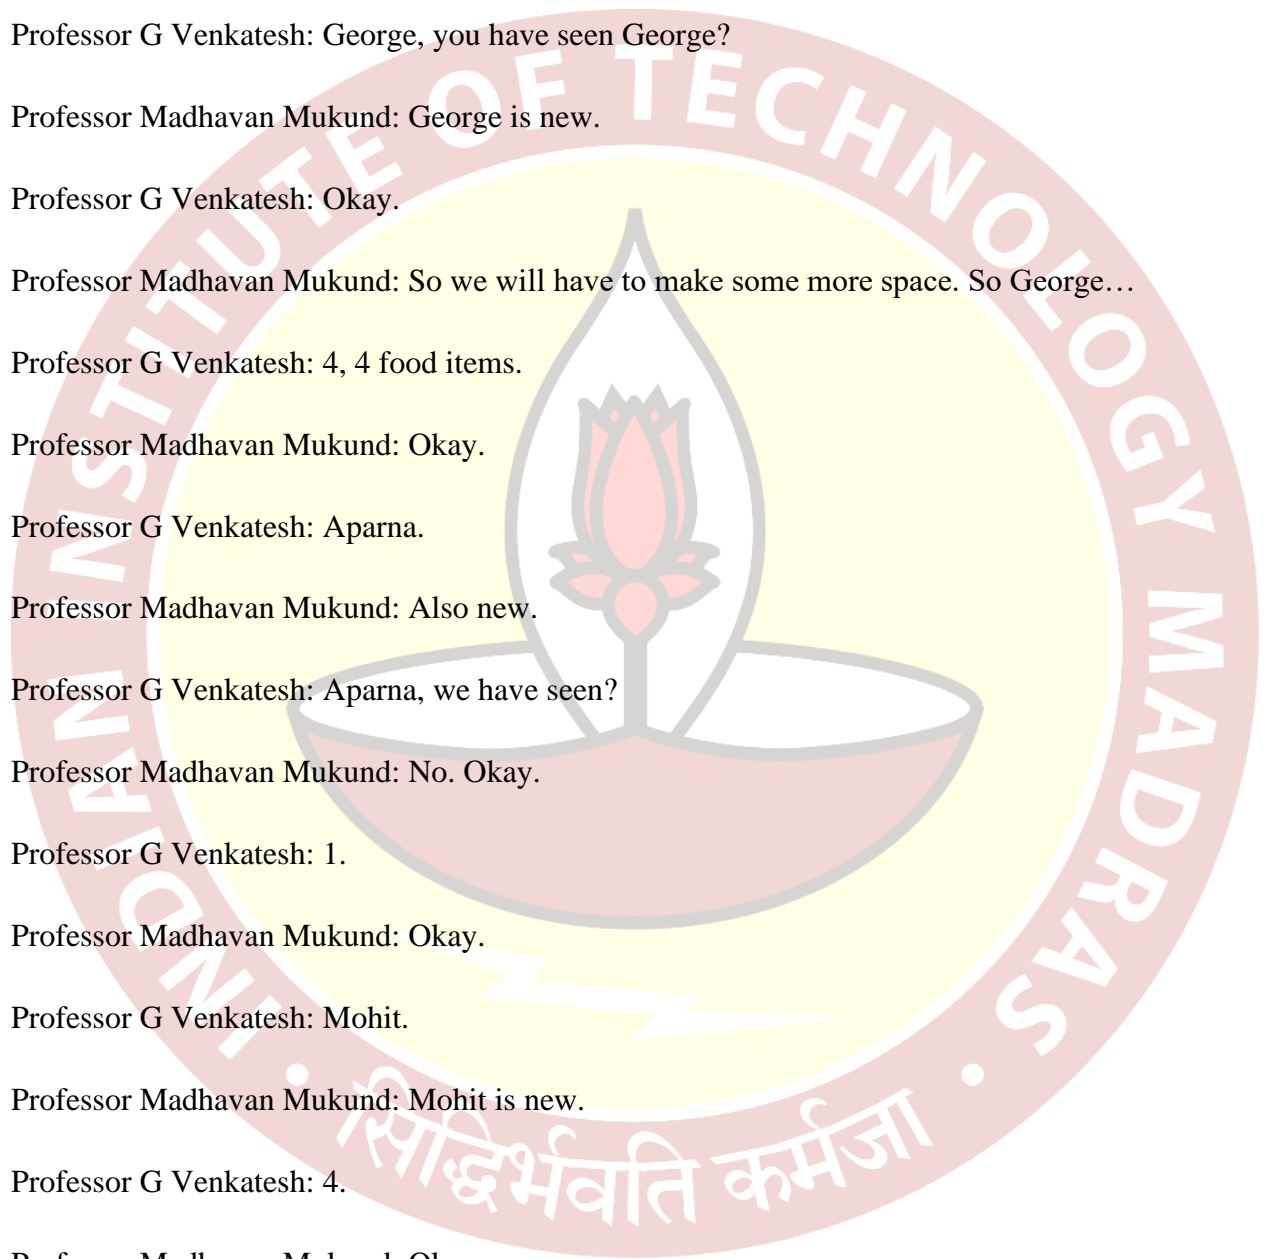 Professor G Venkatesh: George, you have seen George?
Professor Madhavan Mukund: George is new.
Professor G Venkatesh: Okay.
Professor Madhavan Mukund: So we will have to make some more space. So George…
Professor G Venkatesh: 4, 4 food items.
Professor Madhavan Mukund: Okay.
Professor G Venkatesh: Aparna.
Professor Madhavan Mukund: Also new.
Professor G Venkatesh: Aparna, we have seen?
Professor Madhavan Mukund: No. Okay.
Professor G Venkatesh: 1.
Professor Madhavan Mukund: Okay.
Professor G Venkatesh: Mohit.
Professor Madhavan Mukund: Mohit is new.
Professor G Venkatesh: 4.
INDIAN INSTITUTE OF TECHNOLOGY MADRAS
सिद्धिर्भवति कर्मजा